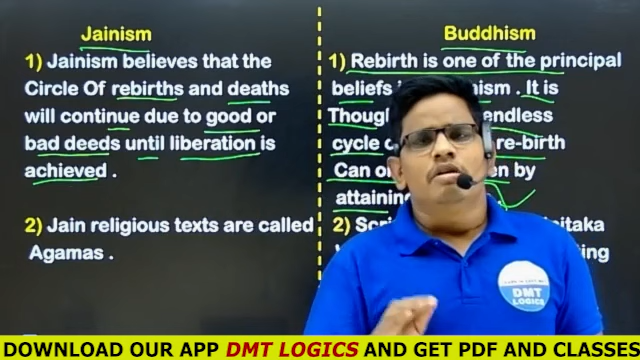 Jainism
1) Jainism believes that the
Circle Of rebirths and deaths
will continue due to good or
bad deeds until liberation is
achieved .
2) Jain religious texts are called
Agamas .
Buddhism
1) Rebirth is one of the principal
beliefs . It is
endless
cycle re-birth
Can by
attaining
2)
DMT
LOGICS
DOWNLOAD OUR APP DMT LOGICS AND GET PDF AND CLASSES